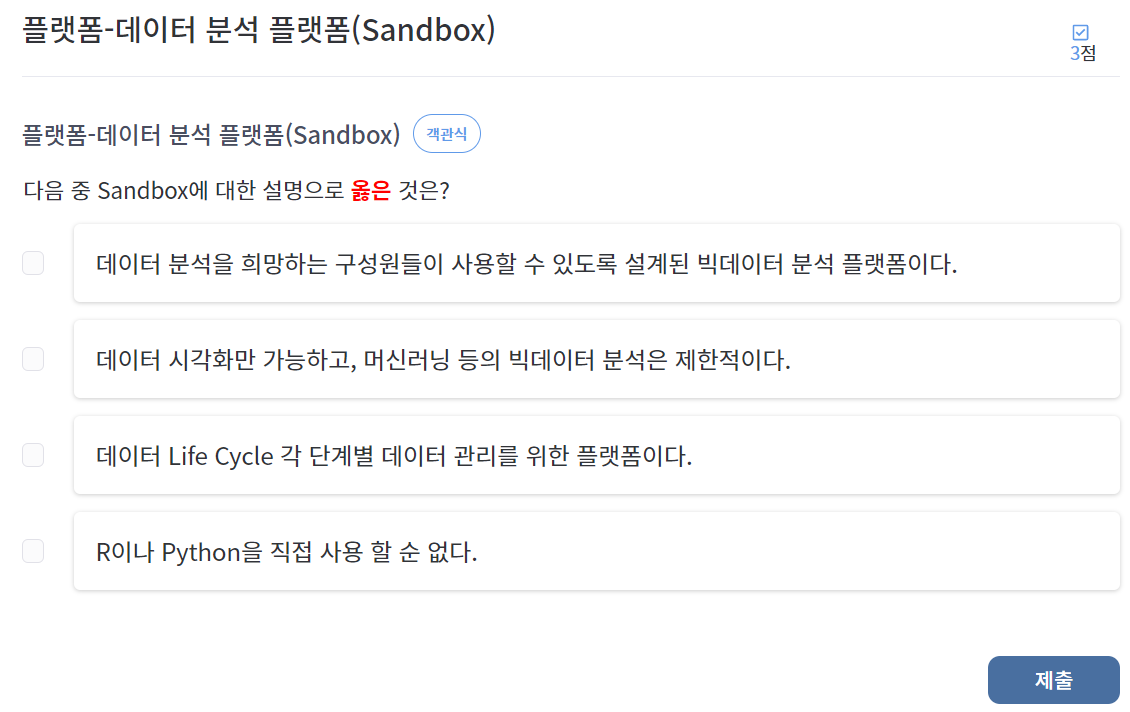 플랫폼-데이터 분석 플랫폼(Sandbox)
3점
플랫폼-데이터 분석 플랫폼(Sandbox) 객관식
다음 중 Sandbox에 대한 설명으로 옳은 것은?
데이터 분석을 희망하는 구성원들이 사용할 수 있도록 설계된 빅데이터 분석 플랫폼이다.
데이터 시각화만 가능하고, 머신러닝 등의 빅데이터 분석은 제한적이다.
데이터 Life Cycle 각 단계별 데이터 관리를 위한 플랫폼이다.
R이나 Python을 직접 사용 할 순 없다.
제출